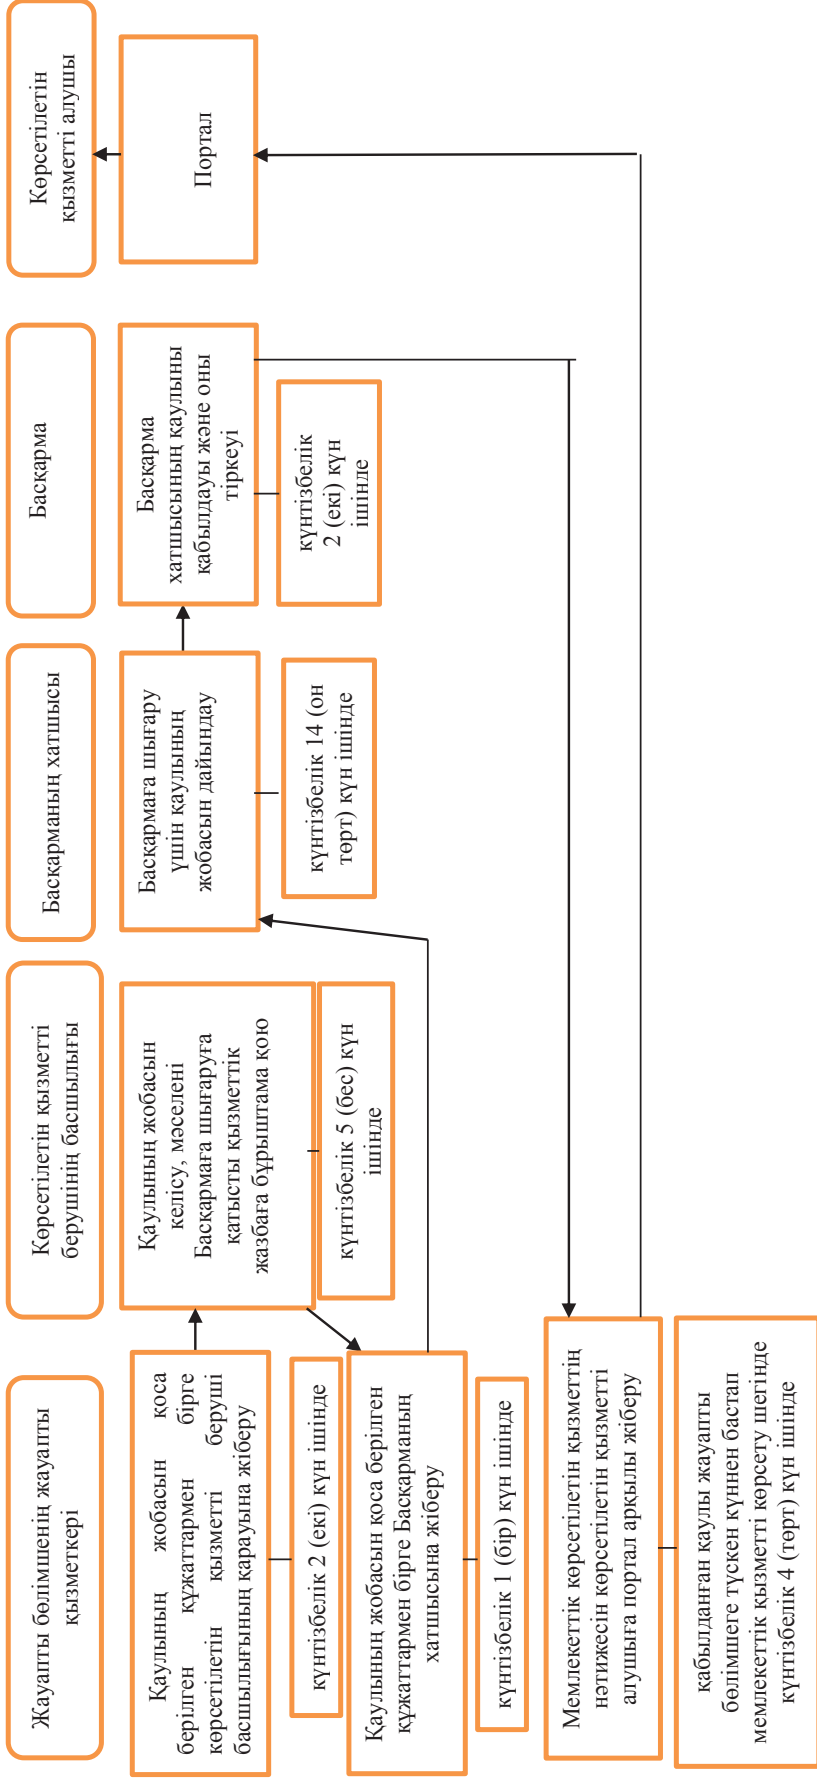 Жауапты бөлімшенің жауапты
қызметкері
Көрсетілетін қызметті
берушінің басшылығы
Басқарманың хатшысы
Басқарма
Көрсетілетін
қызметті алушы
Қаулының жобасын қоса
берілген құжаттармен бірге
көрсетілетін қызметті беруші
басшылығының қарауына жіберу
күнтізбелік 2 (екі) күн ішінде
Қаулының жобасын
келісу, мәселені
Басқармаға шығаруға
қатысты қызметтік
жазбаға бұрыштама қою
күнтізбелік 5 (бес) күн
ішінде
Қаулының жобасын қоса берілген
құжаттармен бірге Басқарманың
хатшысына жіберу
күнтізбелік 1 (бір) күн ішінде
Басқармаға шығару
үшін қаулының
жобасын дайындау
күнтізбелік 14 (он
төрт) күн ішінде
Басқарма
хатшысының қаулыны
қабылдауы және оны
тіркеуі
күнтізбелік
2 (екі) күн
ішінде
Мемлекеттік көрсетілетін қызметтің
нәтижесін көрсетілетін қызметті
алушыға портал арқылы жіберу
қабылданған қаулы жауапты
бөлімшеге түскен күннен бастап
мемлекеттік қызметті көрсету шегінде
күнтізбелік 4 (төрт) күн ішінде
Портал